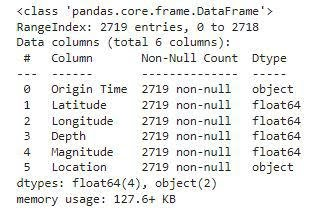 <class 'pandas.core.frame.DataFrame'>
RangeIndex: 2719 entries, 0 to 2718
Data columns (total 6 columns):
 #   Column       Non-Null Count  Dtype
---  ------       --------------  -----
 0   Origin Time  2719 non-null   object
 1   Latitude     2719 non-null   float64
 2   Longitude    2719 non-null   float64
 3   Depth        2719 non-null   float64
 4   Magnitude    2719 non-null   float64
 5   Location     2719 non-null   object
dtypes: float64(4), object(2)
memory usage: 127.6+ KB